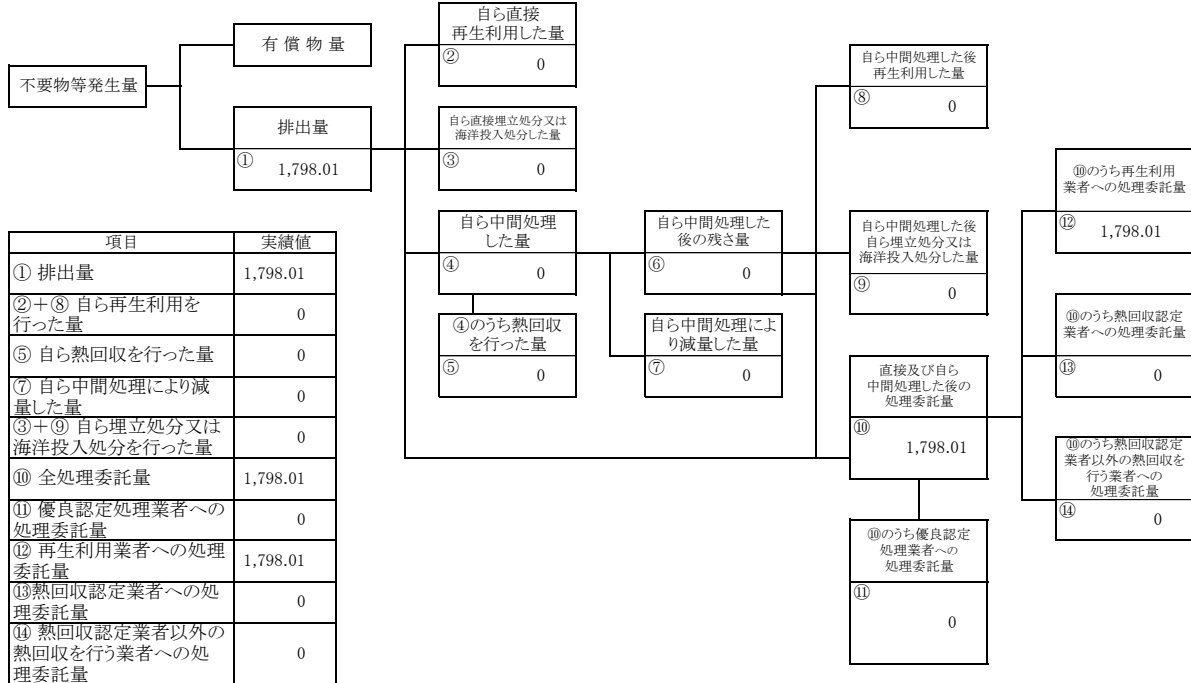 不要物等発生量
有 償 物 量
排出量
① 1,798.01
自ら直接
再生利用した量
② 0
自ら直接埋立処分又は
海洋投入処分した量
③ 0
自ら中間処理
した量
④ 0
④のうち熱回収
を行った量
⑤ 0
自ら中間処理した
後の残さ量
⑥ 0
自ら中間処理によ
り減量した量
⑦ 0
自ら中間処理した後
再生利用した量
⑧ 0
自ら中間処理した後
自ら埋立処分又は
海洋投入処分した量
⑨ 0
直接及び自ら
中間処理した後の
処理委託量
⑩
1,798.01
⑩のうち優良認定
処理業者への
処理委託量
⑪
0
⑩のうち再生利用
業者への処理委託量
⑫ 1,798.01
⑩のうち熱回収認定
業者への処理委託量
⑬ 0
⑩のうち熱回収認定
業者以外の熱回収を
行う業者への
処理委託量
⑭ 0
項目 実績値
① 排出量 1,798.01
②+⑧ 自ら再生利用を
行った量 0
⑤ 自ら熱回収を行った量 0
⑦ 自ら中間処理により減
量した量 0
③+⑨ 自ら埋立処分又は
海洋投入処分を行った量 0
⑩ 全処理委託量 1,798.01
⑪ 優良認定処理業者への
処理委託量 0
⑫ 再生利用業者への処理
委託量 1,798.01
⑬熱回収認定業者への処
理委託量 0
⑭ 熱回収認定業者以外の
熱回収を行う業者への処
理委託量 0